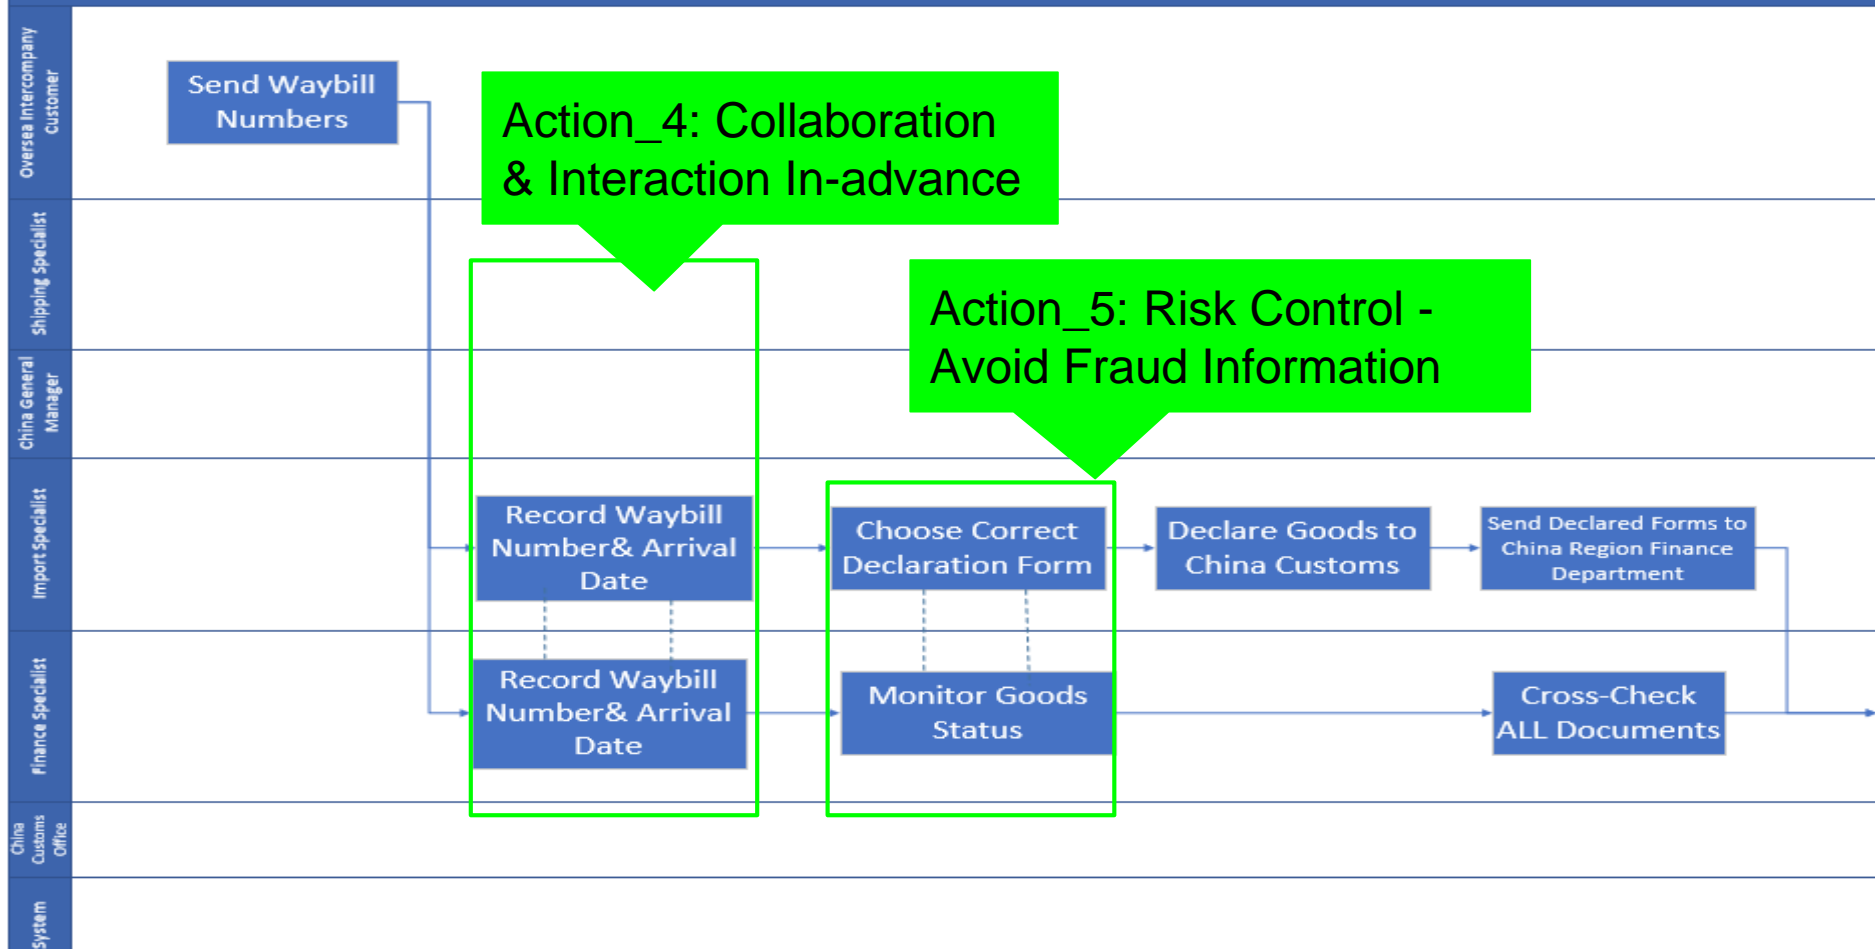 Oversea Intercompany
Customer
Send Waybill
Numbers
Action_4: Collaboration
& Interaction In-advance
Shipping Specialist
Action_5: Risk Control -
Avoid Fraud Information
China General
Manager
Import Specialist
Record Waybill
Number& Arrival
Date
Choose Correct
Declaration Form
Declare Goods to
China Customs
Send Declared Forms to
China Region Finance
Department
Finance Specialist
Record Waybill
Number& Arrival
Date
Monitor Goods
Status
Cross-Check
ALL Documents
China
Customs
Office
System